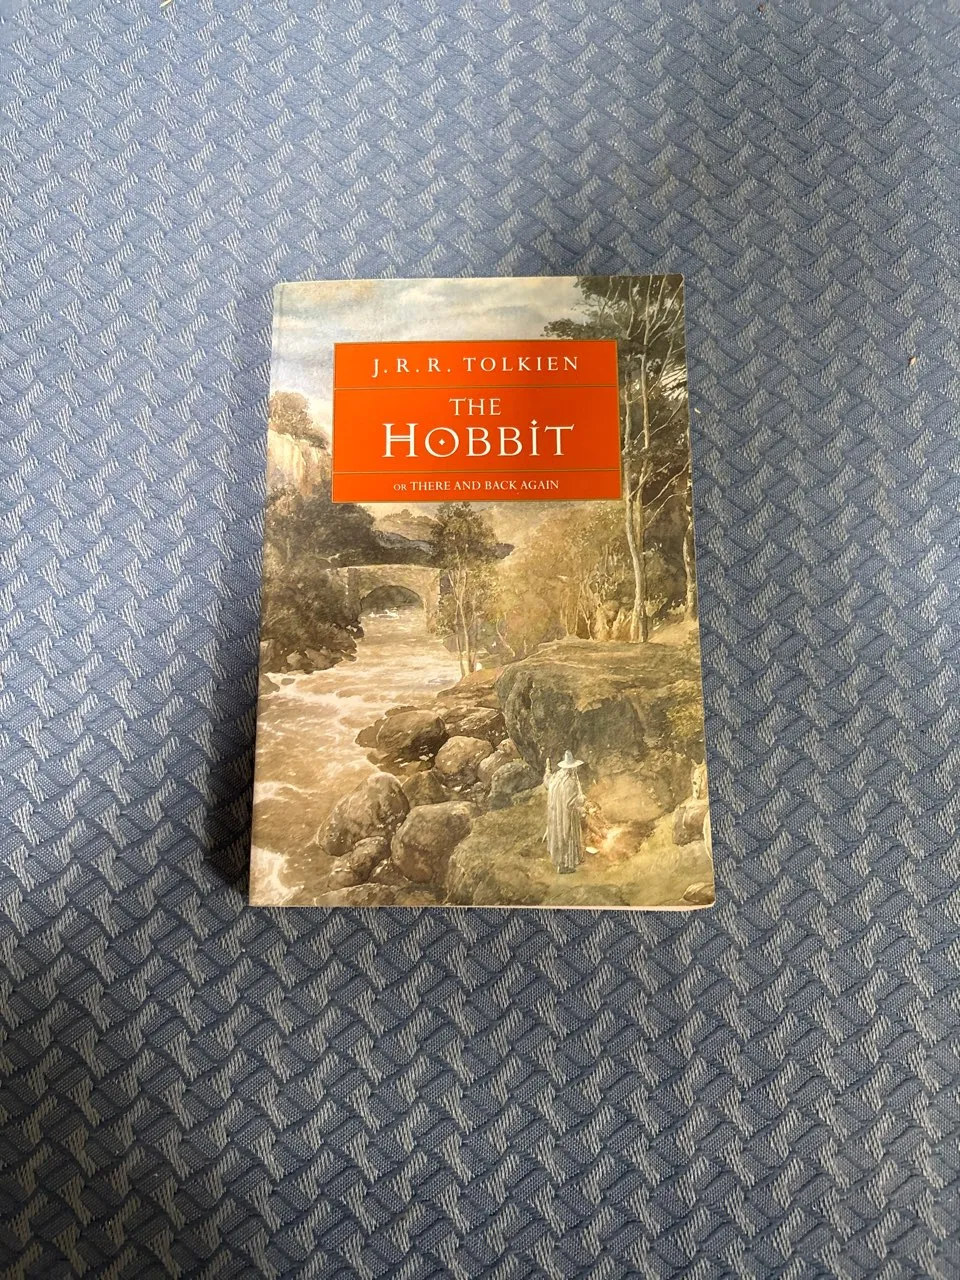 J. R. R. TOLKIEN
THE
HOBBIT
OR THERE AND BACK AGAIN